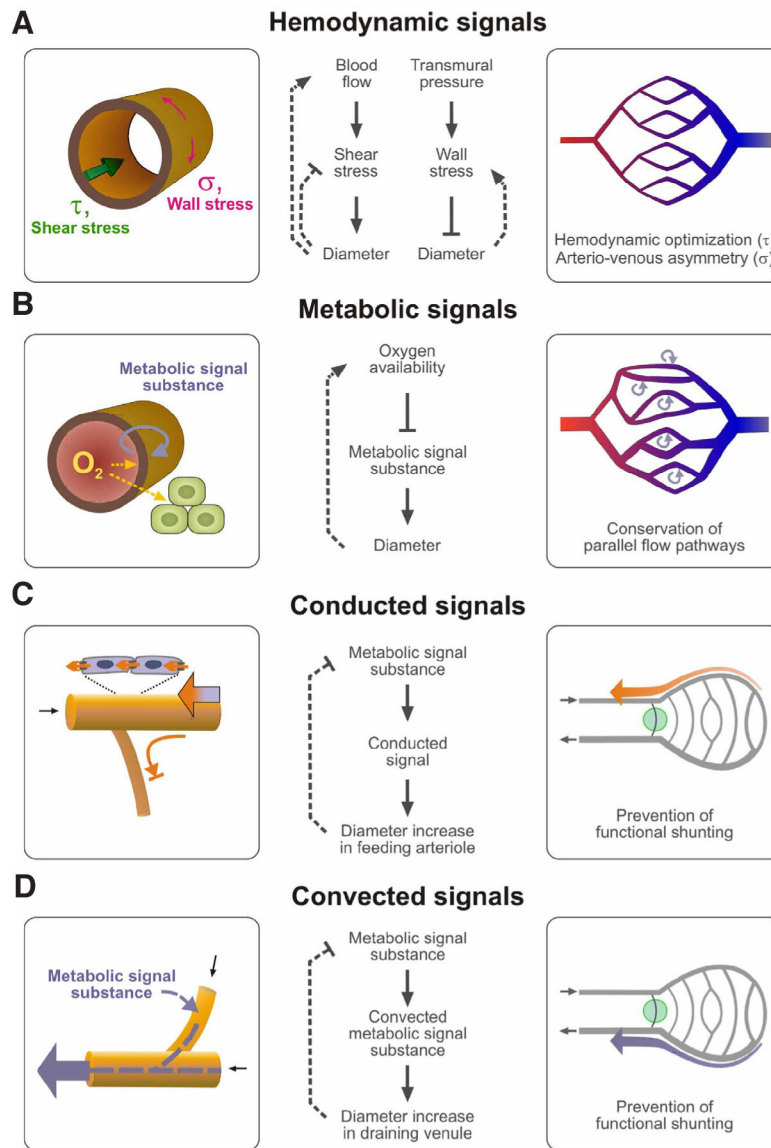 A
Hemodynamic signals
τ,
Shear stress
σ,
Wall stress
Blood
flow
Transmural
pressure
Shear
stress
Wall
stress
Diameter
Diameter
Hemodynamic optimization (τ)
Arterio-venous asymmetry (σ)
B
Metabolic signals
Metabolic signal
substance
O2
Oxygen
availability
Metabolic signal
substance
Diameter
Conservation of
parallel flow pathways
C
Conducted signals
Metabolic signal
substance
Conducted
signal
Diameter increase
in feeding arteriole
Prevention of
functional shunting
D
Convected signals
Metabolic signal
substance
Metabolic signal
substance
Convected
metabolic signal
substance
Diameter increase
in draining venule
Prevention of
functional shunting